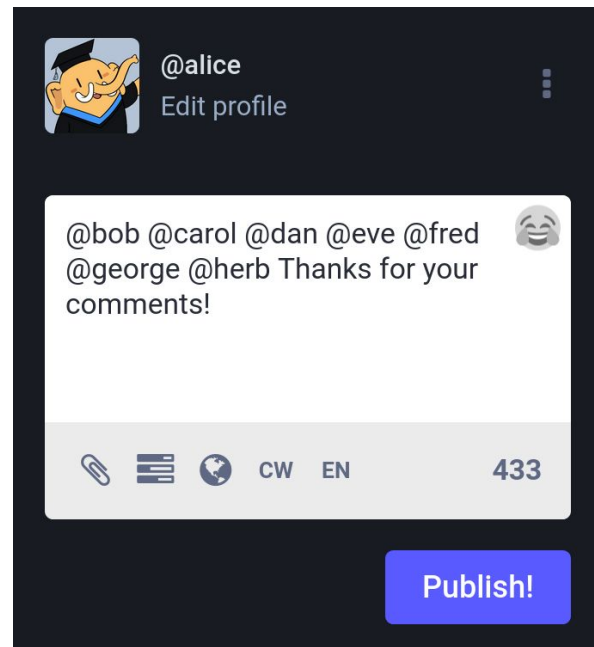 @alice
Edit profile
@bob @carol @dan @eve @fred
@george @herb Thanks for your
comments!
CW EN 433
Publish!